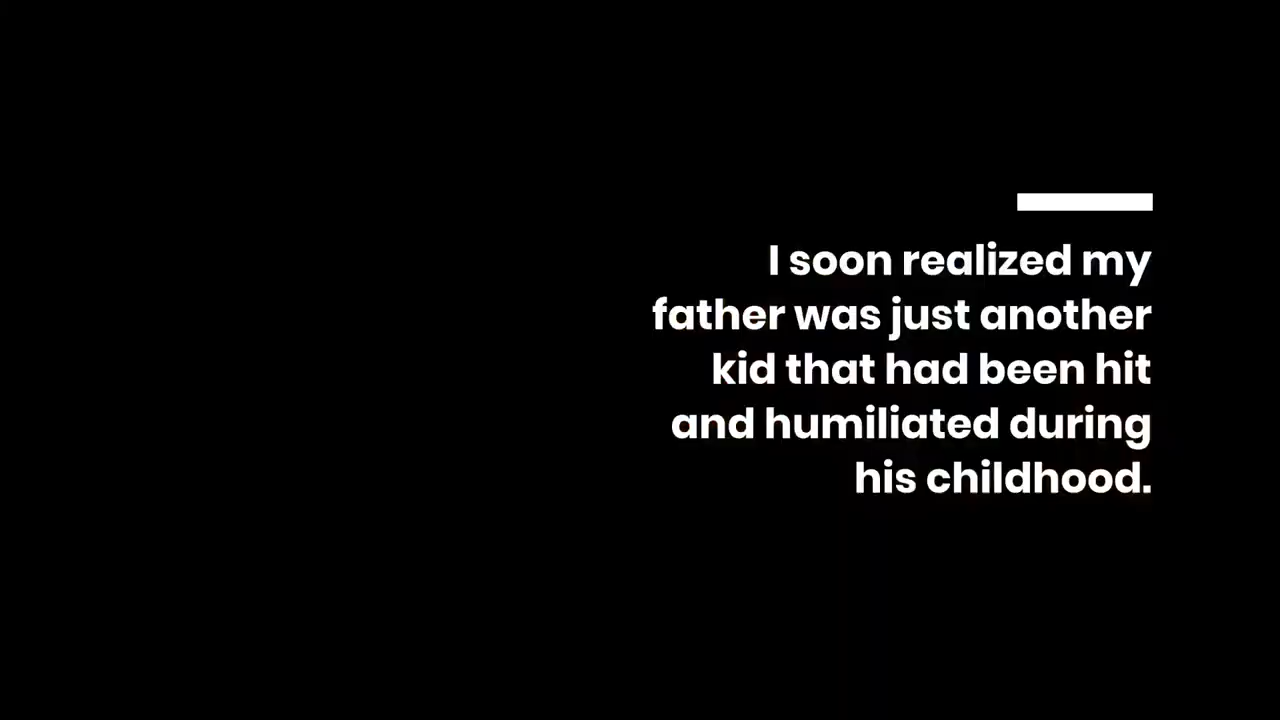 I soon realized my
father was just another
kid that had been hit
and humiliated during
his childhood.